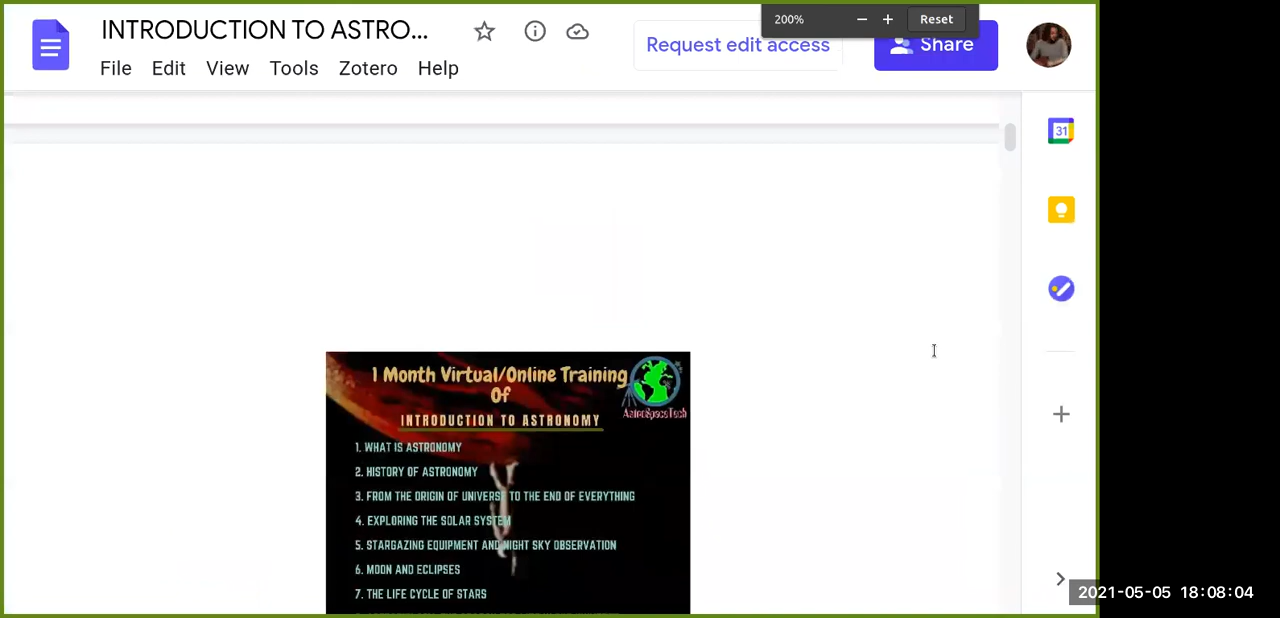 INTRODUCTION TO ASTRO...
200%
Reset
Request edit access
Share
File Edit View Tools Zotero Help
31
1 Month Virtual/Online Training
Of
INTRODUCTION TO ASTRONOMY
AstroSpaceTech
1. WHAT IS ASTRONOMY
2. HISTORY OF ASTRONOMY
3. FROM THE ORIGIN OF UNIVERSE TO THE END OF EVERYTHING
4. EXPLORING THE SOLAR SYSTEM
5. STARGAZING EQUIPMENT AND NIGHT SKY OBSERVATION
6. MOON AND ECLIPSES
7. THE LIFE CYCLE OF STARS
2021-05-05 18:08:04